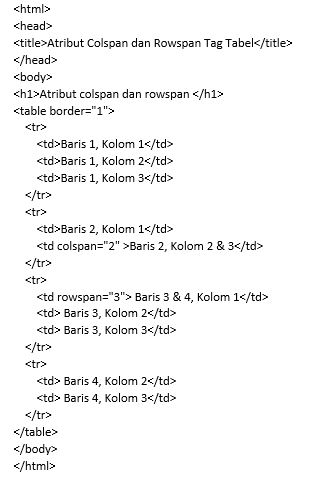 <html>
<head>
<title>Atribut Colspan dan Rowspan Tag Tabel</title>
</head>
<body>
<h1>Atribut colspan dan rowspan </h1>
<table border="1">
<tr>
<td>Baris 1, Kolom 1</td>
<td>Baris 1, Kolom 2</td>
<td>Baris 1, Kolom 3</td>
</tr>
<tr>
<td>Baris 2, Kolom 1</td>
<td colspan="2" >Baris 2, Kolom 2 & 3</td>
</tr>
<tr>
<td rowspan="3"> Baris 3 & 4, Kolom 1</td>
<td> Baris 3, Kolom 2</td>
<td> Baris 3, Kolom 3</td>
</tr>
<tr>
<td> Baris 4, Kolom 2</td>
<td> Baris 4, Kolom 3</td>
</tr>
</table>
</body>
</html>